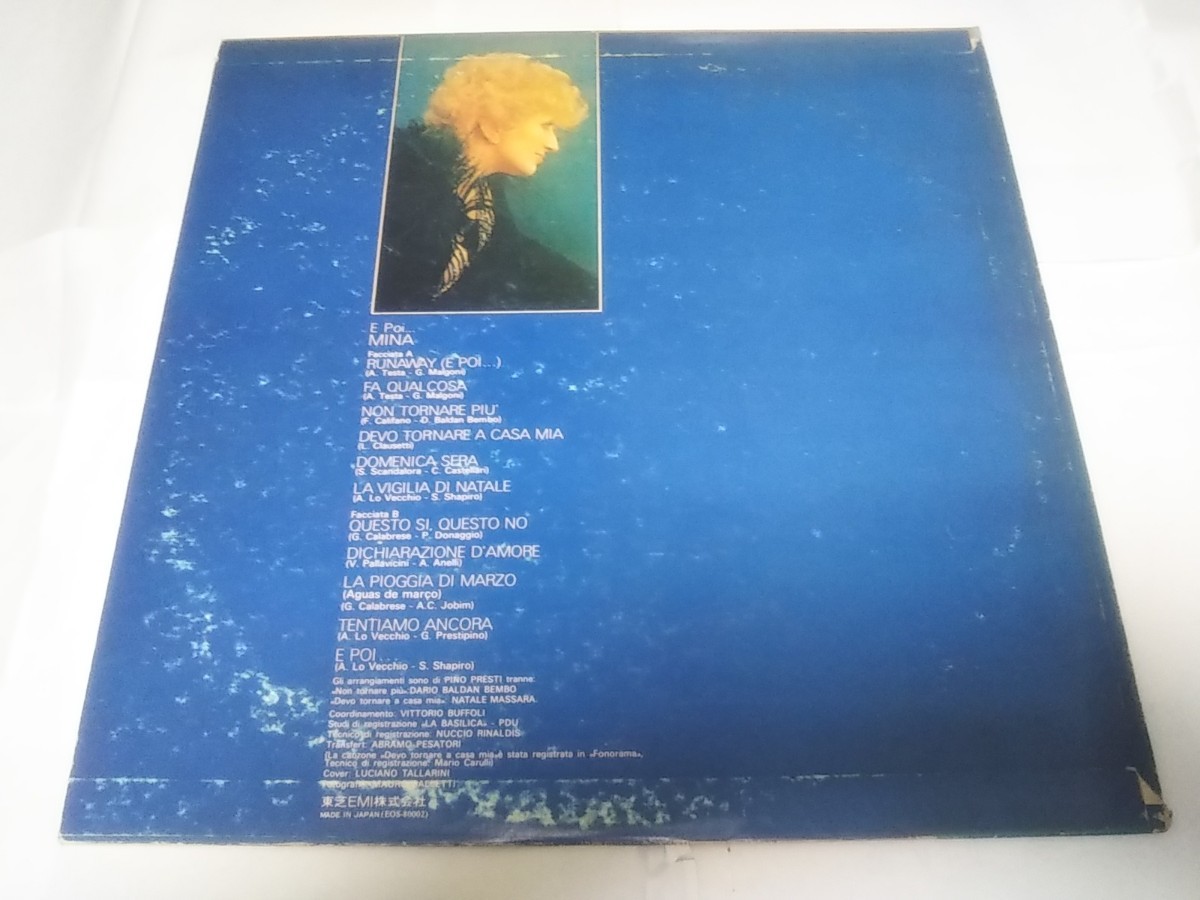 E Poi...
MINA
Facciata A
RUNAWAY (E POI...)
(A. Testa - G. Malgoni)
FA QUALCOSA
(A. Testa - G. Malgoni)
NON TORNARE PIU'
(F. Califano - D. Baldan Bembo)
DEVO TORNARE A CASA MIA
(L. Clausetti)
DOMENICA SERA
(S. Scandalora - C. Castellari)
LA VIGILIA DI NATALE
(A. Lo Vecchio - S. Shapiro)
Facciata B
QUESTO SI, QUESTO NO
(G. Calabrese - P. Donaggio)
DICHIARAZIONE D'AMORE
(V. Pallavicini - A. Anelli)
LA PIOGGIA DI MARZO
(Aguas de março)
(G. Calabrese - A.C. Jobim)
TENTIAMO ANCORA
(A. Lo Vecchio - G. Prestipino)
E POI...
(A. Lo Vecchio - S. Shapiro)
Gli arrangiamenti sono di PINO PRESTI tranne:
«Non tornare più» DARIO BALDAN BEMBO
«Devo tornare a casa mia»: NATALE MASSARA
Coordinamento: VITTORIO BUFFOLI
Studi di registrazione «LA BASILICA» - PDU
Tecnico di registrazione: NUCCIO RINALDIS
Transfert: ABRAMO PESATORI
(La canzone «Devo tornare a casa mia» è stata registrata in «Fonorama»,
Tecnico di registrazione Mario Carulli)
Cover: LUCIANO TALLARINI
東芝EMI株式会社
MADE IN JAPAN (EOS-80002)